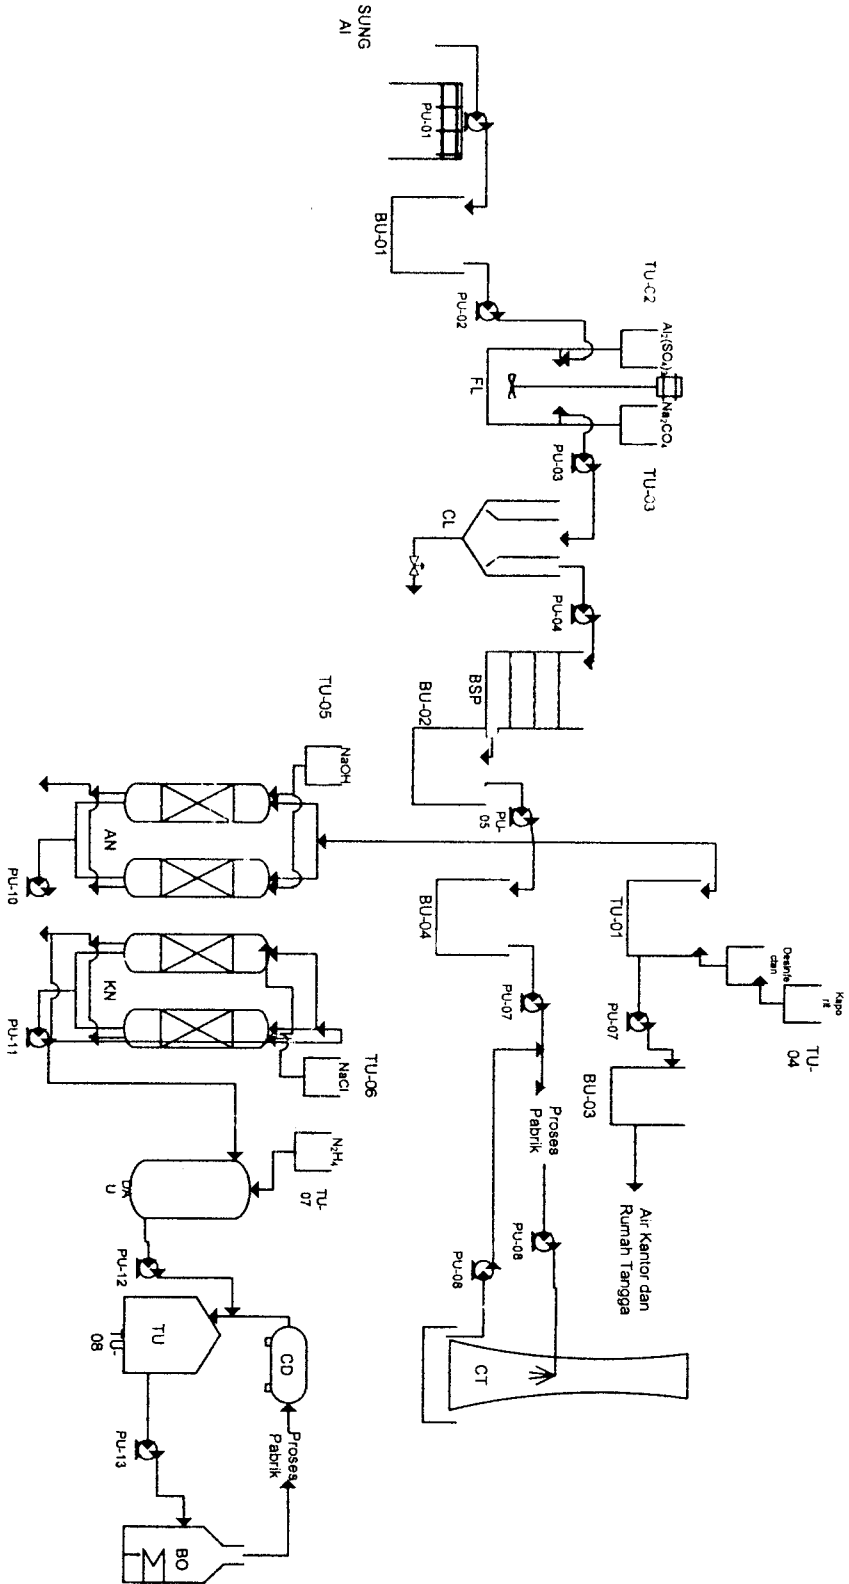 SUNG
AI
PU-01
BU-01
PU-02
TU-02
Al₂(SO₄)₃
Na₂CO₄
FL
PU-03
TU-03
CL
PU-04
BSP
BU-02
PU-
05
BU-04
PU-07
Proses
Pabrik
PU-08
PU-08
CT
TU-01
Desinfe
ctan
Kapo
rit
TU-
04
PU-07
BU-03
Air Kantor dan
Rumah Tangga
TU-05
NaOH
AN
PU-10
KN
PU-11
NaCl
TU-06
N₂H₄
TU-
07
DA
U
PU-12
TU
TU-
08
CD
Proses
Pabrik
PU-13
BO